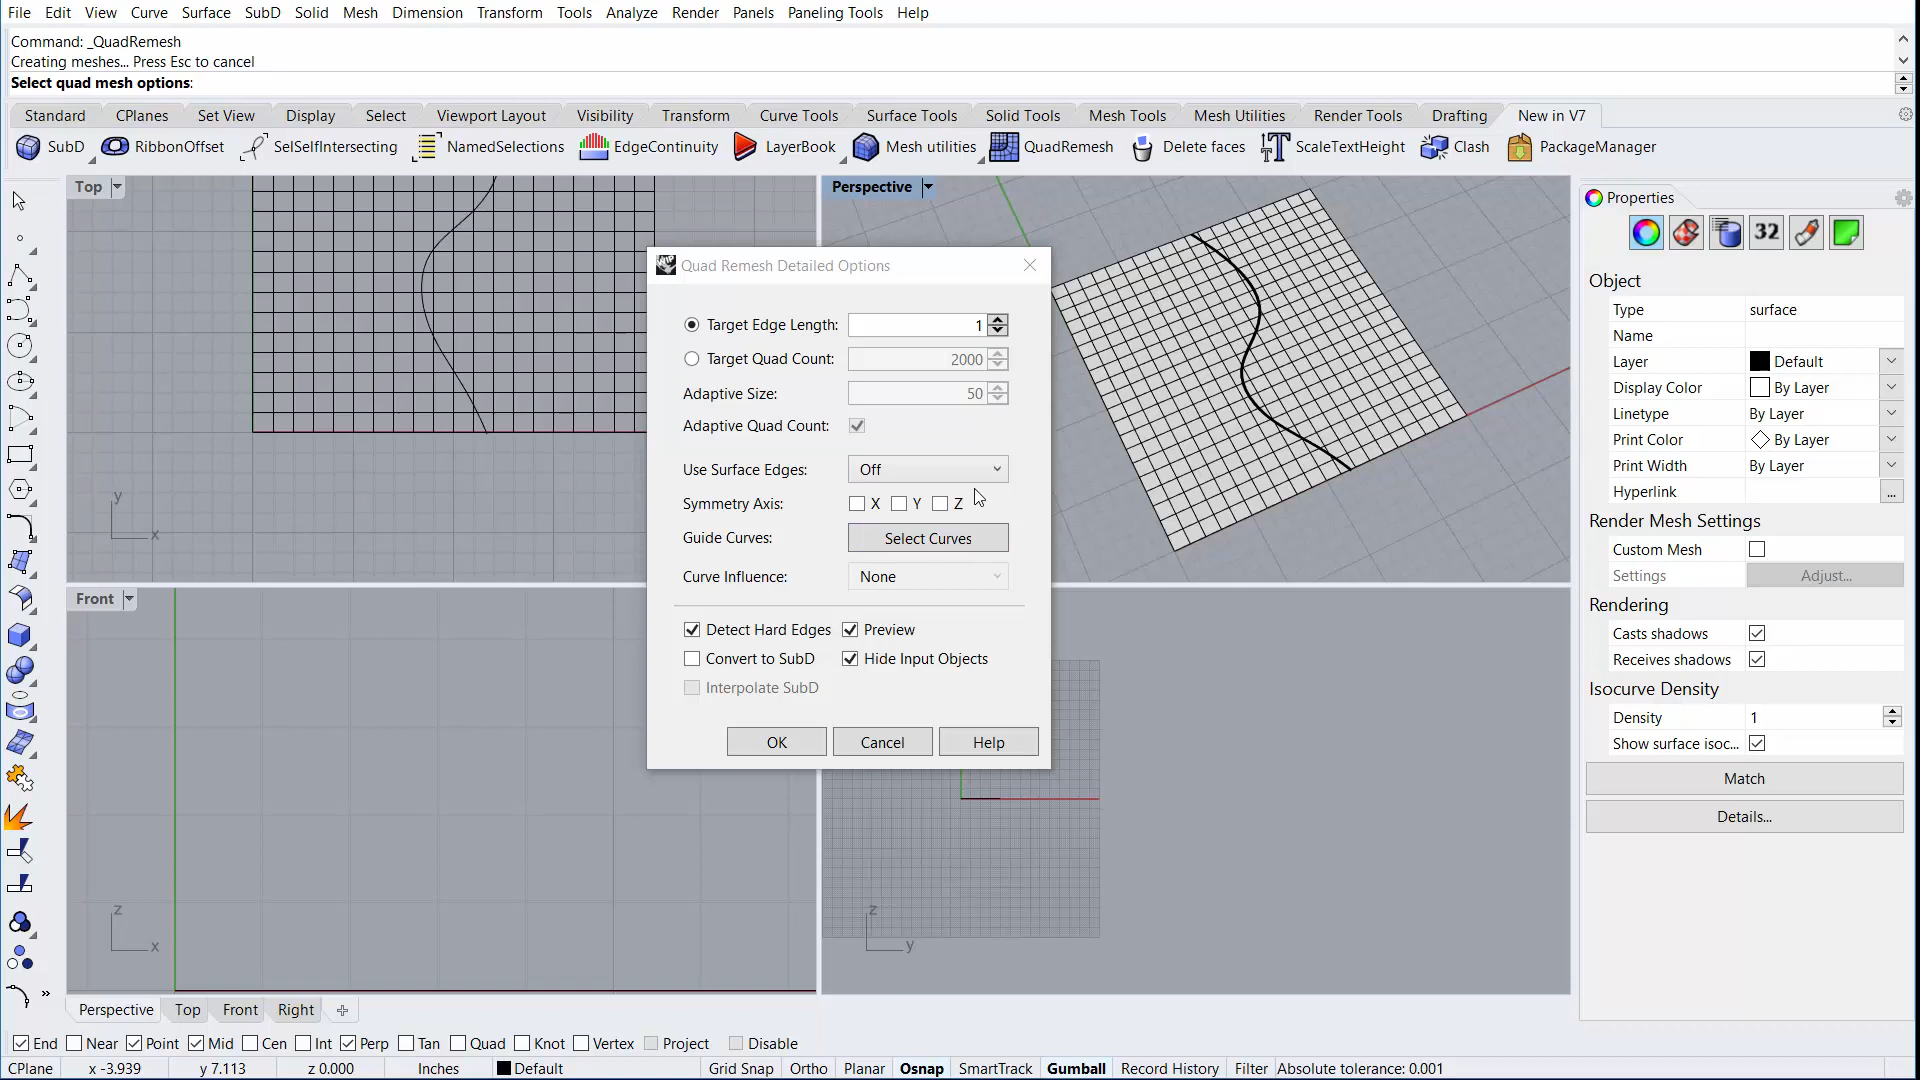 File Edit View Curve Surface SubD Solid Mesh Dimension Transform Tools Analyze Render Panels Paneling Tools Help
Command: _QuadRemesh
Creating meshes... Press Esc to cancel
Select quad mesh options:
Standard CPlanes Set View Display Select Viewport Layout Visibility Transform Curve Tools Surface Tools Solid Tools Mesh Tools Mesh Utilities Render Tools Drafting New in V7
SubD RibbonOffset SelSelfIntersecting NamedSelections EdgeContinuity LayerBook Mesh utilities QuadRemesh Delete faces ScaleTextHeight Clash PackageManager
Top
y
x
Perspective
Front
z
x
z
y
Quad Remesh Detailed Options
Target Edge Length: 1
Target Quad Count: 2000
Adaptive Size: 50
Adaptive Quad Count:
Use Surface Edges: Off
Symmetry Axis: X Y Z
Guide Curves: Select Curves
Curve Influence: None
Detect Hard Edges Preview
Convert to SubD Hide Input Objects
Interpolate SubD
OK Cancel Help
Properties
32
Object
Type surface
Name
Layer Default
Display Color By Layer
Linetype By Layer
Print Color By Layer
Print Width By Layer
Hyperlink ...
Render Mesh Settings
Custom Mesh
Settings Adjust...
Rendering
Casts shadows
Receives shadows
Isocurve Density
Density 1
Show surface isoc...
Match
Details...
Perspective Top Front Right
End Near Point Mid Cen Int Perp Tan Quad Knot Vertex Project Disable
CPlane x -3.939 y 7.113 z 0.000 Inches Default Grid Snap Ortho Planar Osnap SmartTrack Gumball Record History Filter Absolute tolerance: 0.001